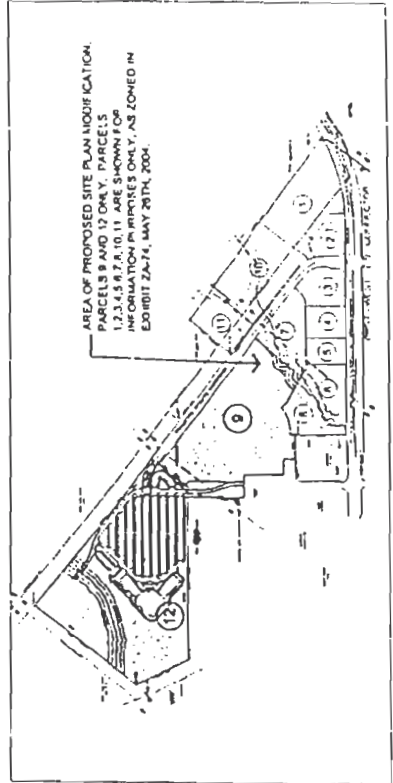 AREA OF PROPOSED SITE PLAN MODIFICATION.
PARCELS 9 AND 12 ONLY. PARCELS
1,2,3,4,5,6,7,8,10,11 ARE SHOWN FOR
INFORMATION PURPOSES ONLY, AS ZONED IN
EXHIBIT ZA-74, MAY 28TH, 2004.
1
2
3
4
5
6
7
8
9
10
11
12